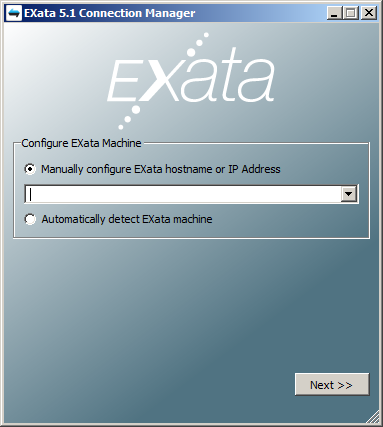 EXata 5.1 Connection Manager
EXata
Configure EXata Machine
Manually configure EXata hostname or IP Address
Automatically detect EXata machine
Next >>